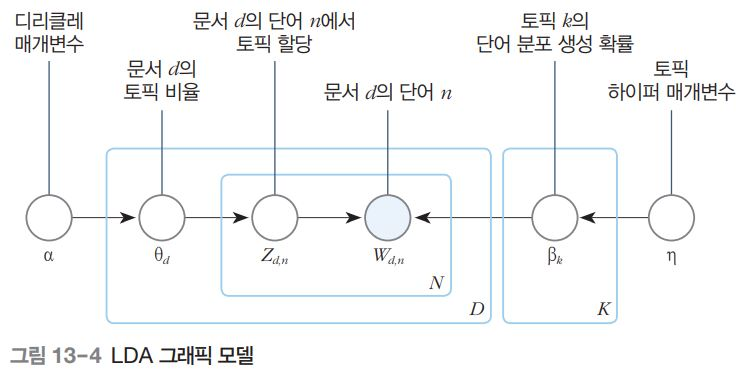 디리클레
매개변수
문서 d의
토픽 비율
문서 d의 단어 n에서
토픽 할당
문서 d의 단어 n
토픽 k의
단어 분포 생성 확률
토픽
하이퍼 매개변수
α
θd
Zd,n
Wd,n
βk
η
N
D
K
그림 13-4 LDA 그래픽 모델